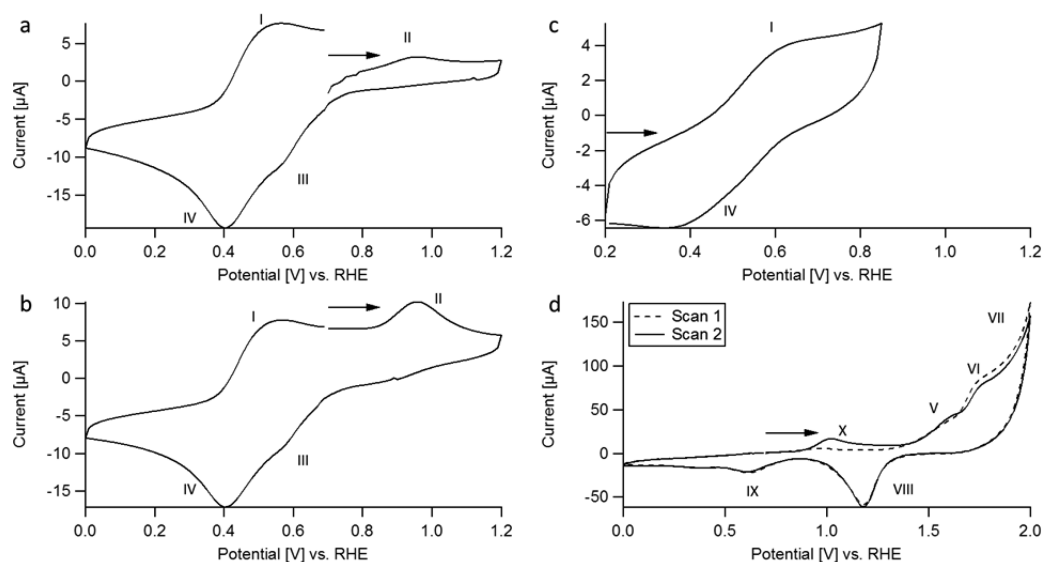 a
I
II
III
IV
5
0
-5
-10
-15
Current [µA]
0.0 0.2 0.4 0.6 0.8 1.0 1.2
Potential [V] vs. RHE
c
I
IV
4
2
0
-2
-4
-6
Current [µA]
0.2 0.4 0.6 0.8 1.0 1.2
Potential [V] vs. RHE
b
I
II
III
IV
10
5
0
-5
-10
-15
Current [µA]
0.0 0.2 0.4 0.6 0.8 1.0 1.2
Potential [V] vs. RHE
d
Scan 1
Scan 2
VII
VI
V
X
IX
VIII
150
100
50
0
-50
Current [µA]
0.0 0.5 1.0 1.5 2.0
Potential [V] vs. RHE